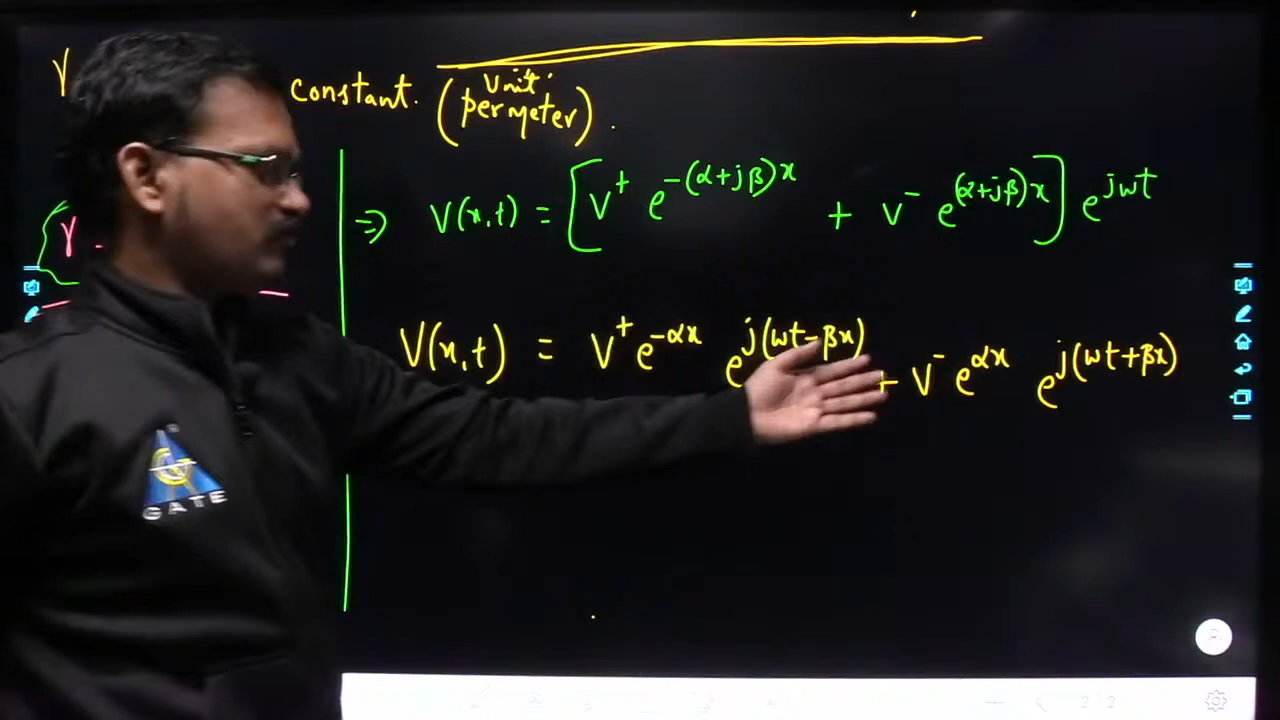 γ constant. (Unit: per meter).
⇒ V(x,t) = [V⁺ e^-(α+jβ)x + V⁻ e^(α+jβ)x] e^jωt
γ -
V(x,t) = V⁺e^-αx e^j(ωt-βx) + V⁻e^αx e^j(ωt+βx)
GATE